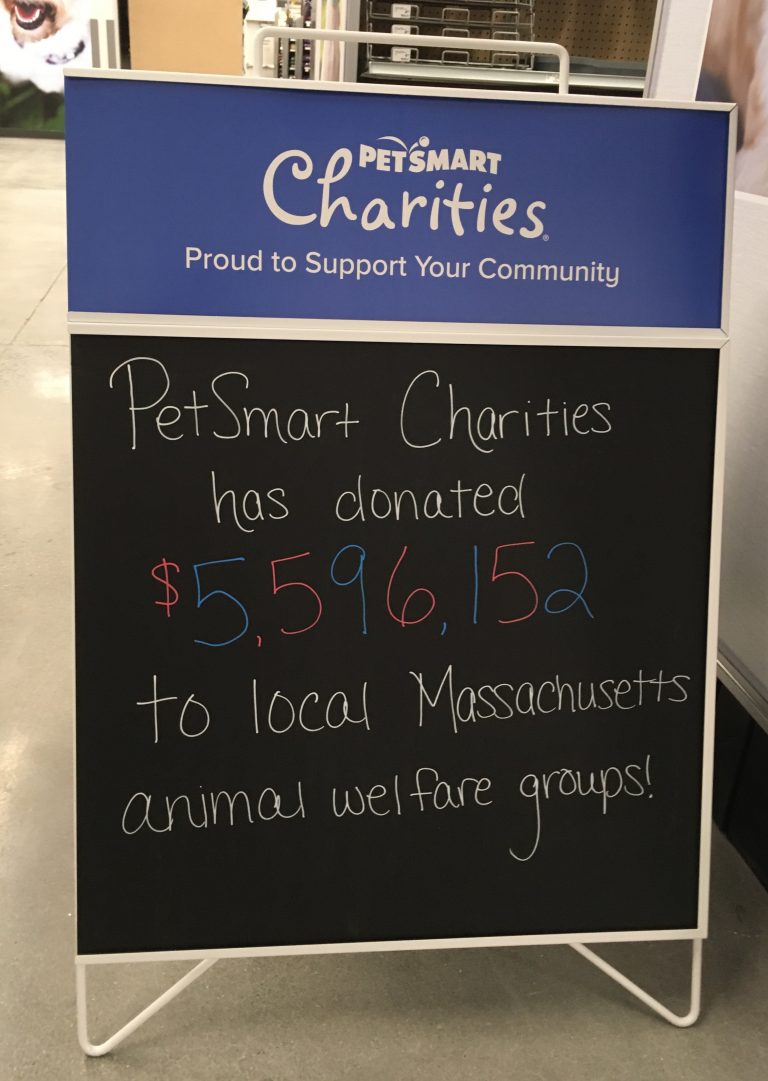 PETSMART
Charities®
Proud to Support Your Community
PetSmart Charities
has donated
$5,596,152
to local Massachusetts
animal welfare groups!